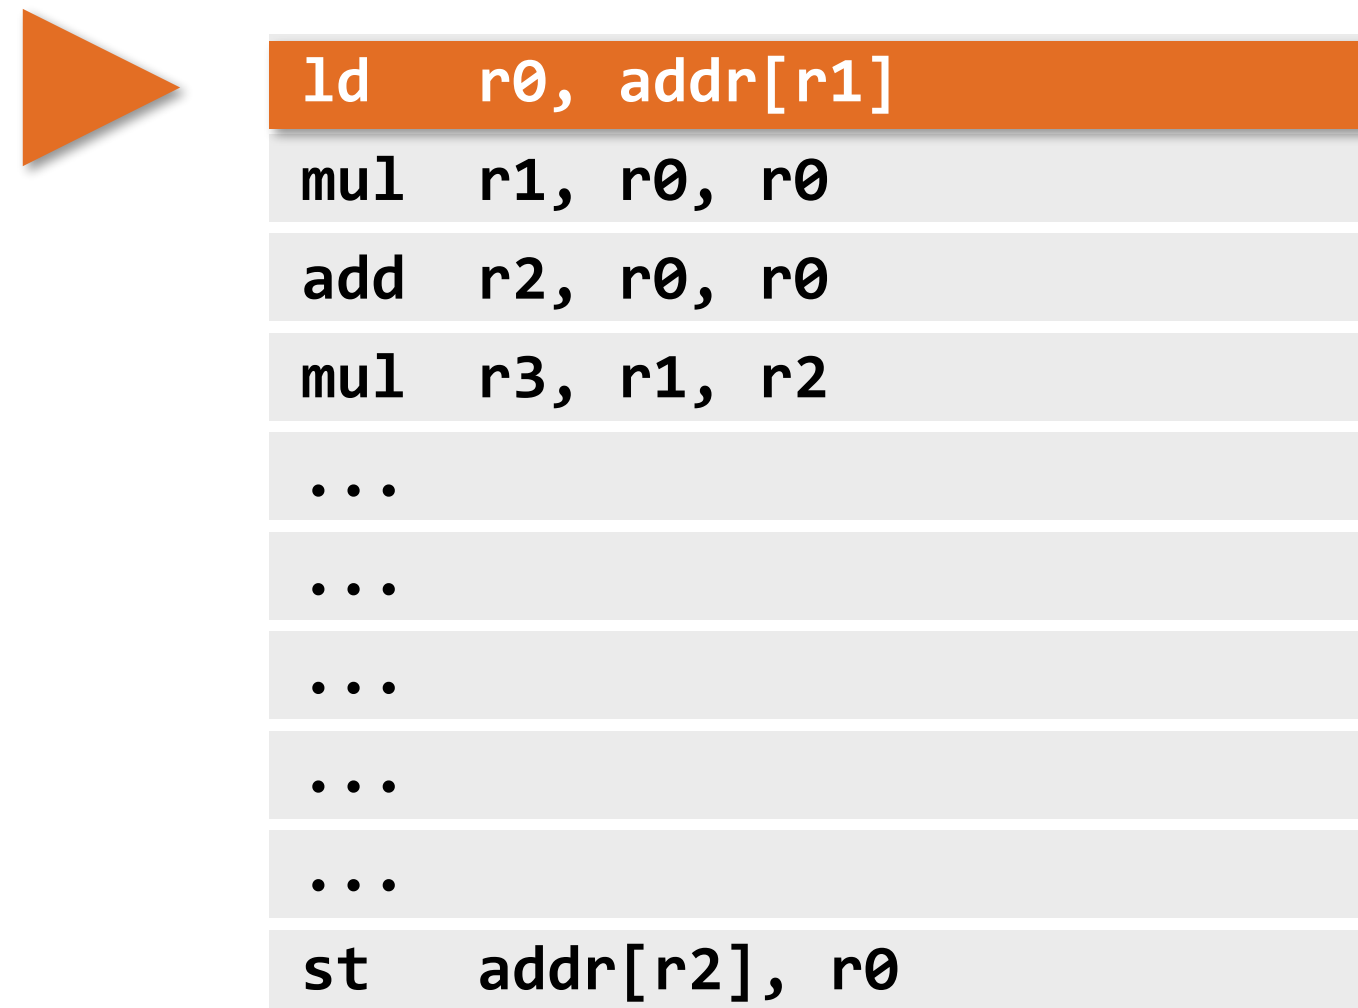 ld r0, addr[r1]
mul r1, r0, r0
add r2, r0, r0
mul r3, r1, r2
...
...
...
...
...
st addr[r2], r0